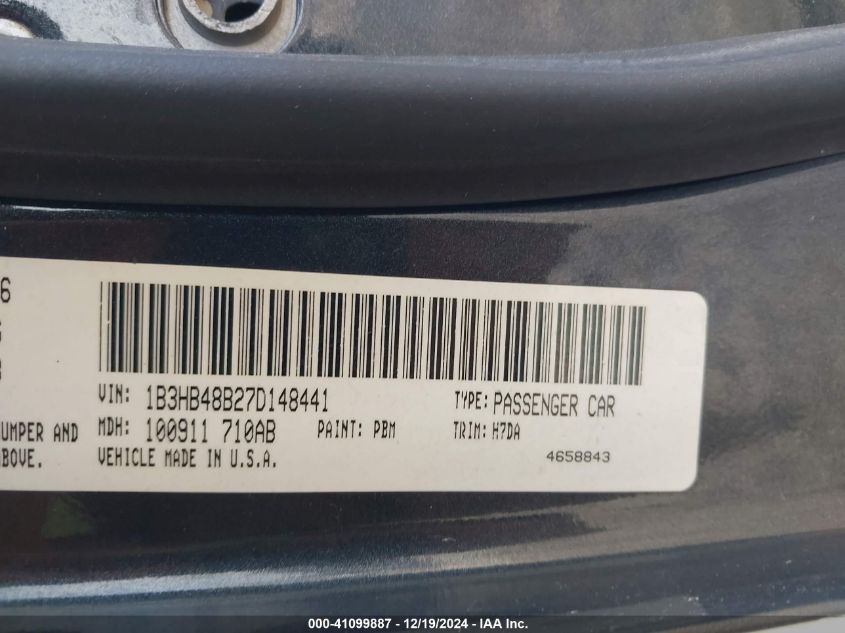 6
VIN: 1B3HB48B27D148441 TYPE: PASSENGER CAR
UMPER AND MDH: 100911 710AB PAINT: PBM TRIM: H7DA
BOVE. VEHICLE MADE IN U.S.A. 4658843
000-41099887 - 12/19/2024 - IAA Inc.